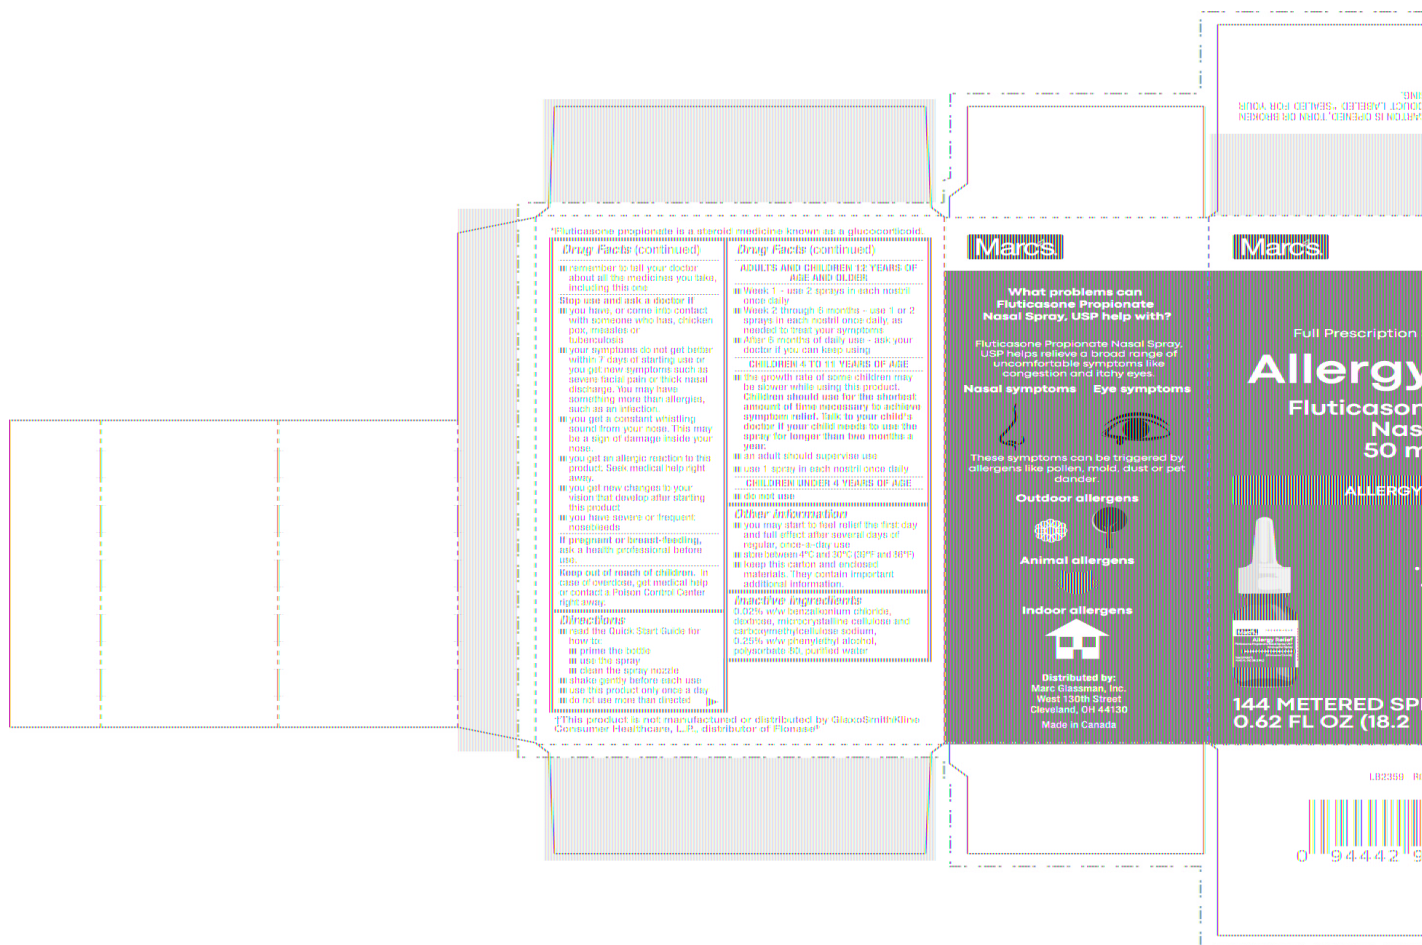 *Fluticasone propionate is a steroid medicine known as a glucocorticoid.
Drug Facts (continued)
remember to tell your doctor
about all the medicines you take,
including this one
Stop use and ask a doctor if
you have, or come into contact
with someone who has, chicken
pox, measles or
tuberculosis
your symptoms do not get better
within 7 days of starting use or
you get new symptoms such as
severe facial pain or thick nasal
discharge. You may have
something more than allergies,
such as an infection.
you get a constant whistling
sound from your nose. This may
be a sign of damage inside your
nose.
you get an allergic reaction to this
product. Seek medical help right
away.
you get new changes to your
vision that develop after starting
this product
you have severe or frequent
nosebleeds
If pregnant or breast-feeding,
ask a health professional before
use.
Keep out of reach of children. In
case of overdose, get medical help
or contact a Poison Control Center
right away.
Directions
read the Quick Start Guide for
how to:
prime the bottle
use the spray
clean the spray nozzle
shake gently before each use
use this product only once a day
do not use more than directed
Drug Facts (continued)
ADULTS AND CHILDREN 12 YEARS OF
AGE AND OLDER
Week 1 - use 2 sprays in each nostril
once daily
Week 2 through 6 months - use 1 or 2
sprays in each nostril once daily, as
needed to treat your symptoms
After 6 months of daily use - ask your
doctor if you can keep using
CHILDREN 4 TO 11 YEARS OF AGE
the growth rate of some children may
be slower while using this product.
Children should use for the shortest
amount of time necessary to achieve
symptom relief. Talk to your child's
doctor if your child needs to use the
spray for longer than two months a
year.
an adult should supervise use
use 1 spray in each nostril once daily
CHILDREN UNDER 4 YEARS OF AGE
do not use
Other information
you may start to feel relief the first day
and full effect after several days of
regular, once-a-day use
store between 4°C and 30°C (39°F and 86°F)
keep this carton and enclosed
materials. They contain important
additional information.
Inactive ingredients
0.02% w/w benzalkonium chloride,
dextrose, microcrystalline cellulose and
carboxymethylcellulose sodium,
0.25% w/w phenylethyl alcohol,
polysorbate 80, purified water
†This product is not manufactured or distributed by GlaxoSmithKline
Consumer Healthcare, L.P., distributor of Flonase®
Marc's
What problems can
Fluticasone Propionate
Nasal Spray, USP help with?
Fluticasone Propionate Nasal Spray,
USP helps relieve a broad range of
uncomfortable symptoms like
congestion and itchy eyes.
Nasal symptoms Eye symptoms
These symptoms can be triggered by
allergens like pollen, mold, dust or pet
dander.
Outdoor allergens
Animal allergens
Indoor allergens
Distributed by:
Marc Glassman, Inc.
West 130th Street
Cleveland, OH 44130
Made in Canada
ARTON IS OPENED, TORN, OR BROKEN
DUCT LABELED "SEALED FOR YOUR
Marc's
Full Prescription
Allergy
Fluticason
Nas
50 m
ALLERGY
Allergy Relief
144 METERED SP
0.62 FL OZ (18.2
0 94442 9